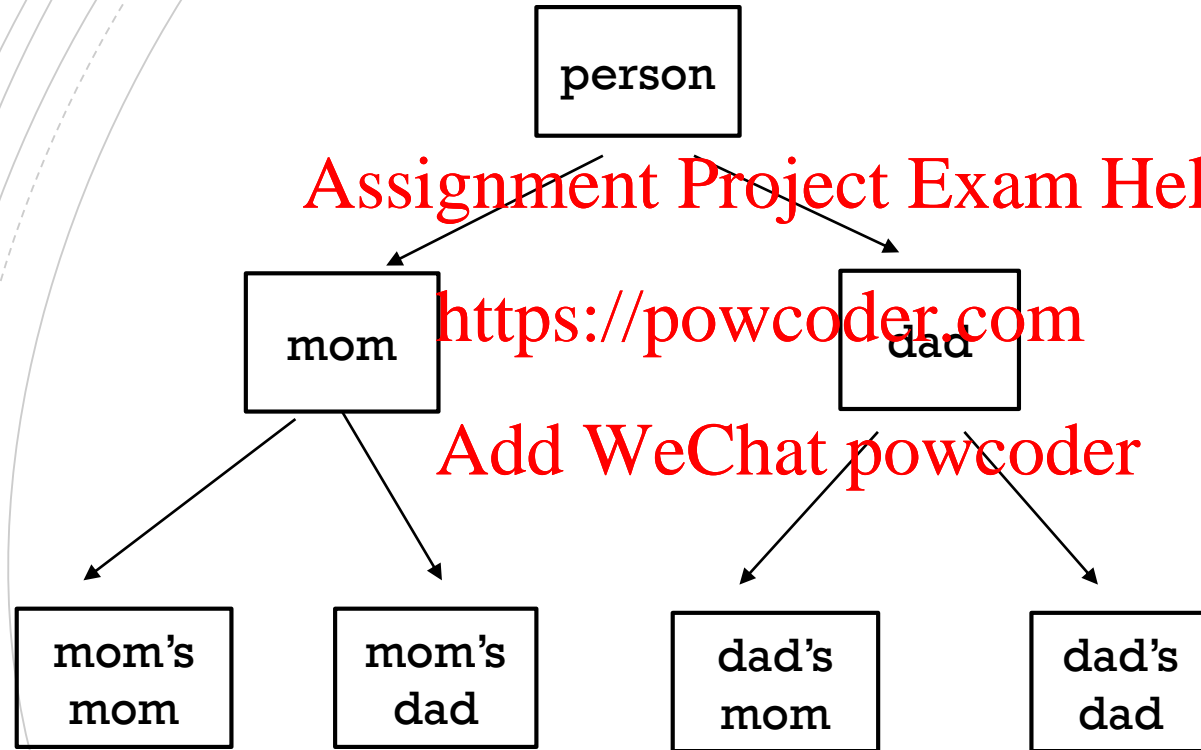 person
Assignment Project Exam Hel
https://powcoder.com
mom
dad
Add WeChat powcoder
mom's
mom
mom's
dad
dad's
mom
dad's
dad